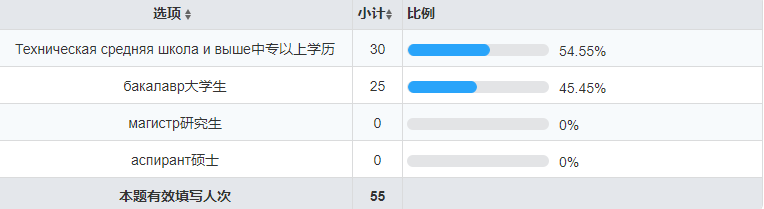 选项 小计 比例
Техническая средняя школа и выше中专以上学历 30 54.55%
бакалавр大学生 25 45.45%
магистр研究生 0 0%
аспирант硕士 0 0%
本题有效填写人次 55